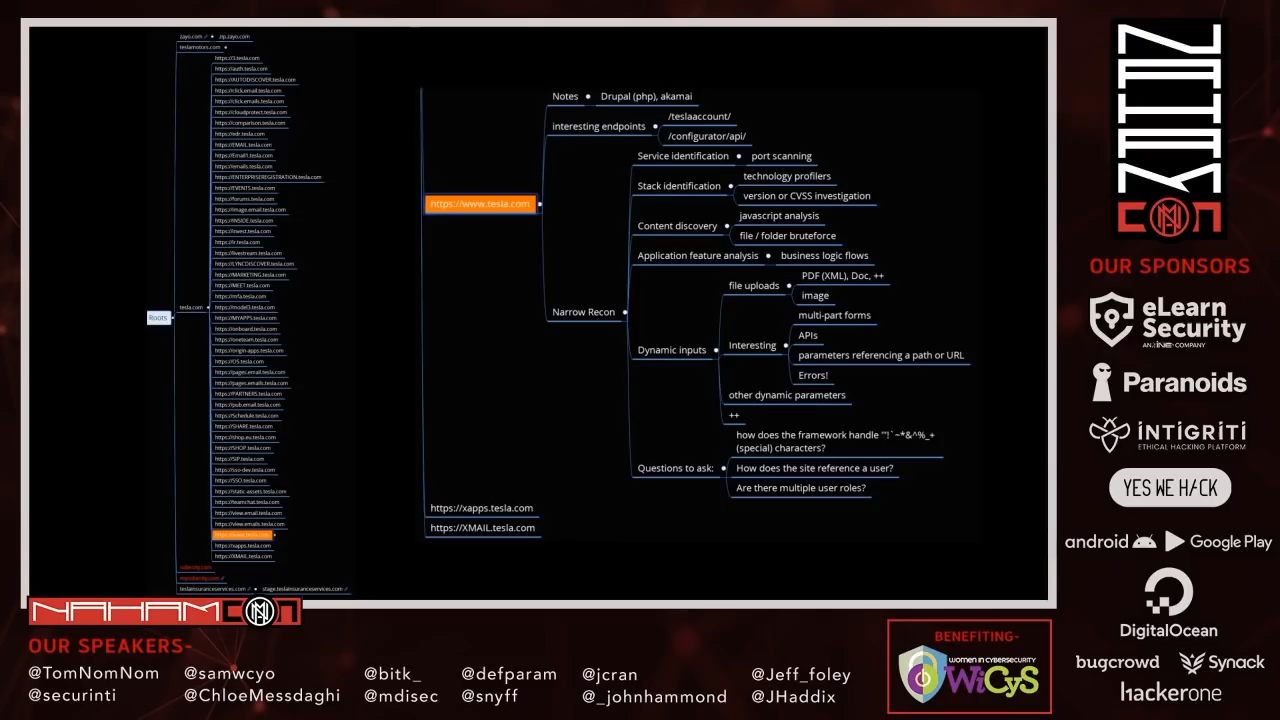 zayo.com
zip.zayo.com
teslamotors.com
https://3.tesla.com
https://auth.tesla.com
https://AUTODISCOVER.tesla.com
https://click.email.tesla.com
https://click.emails.tesla.com
https://cloudprotect.tesla.com
https://comparison.tesla.com
https://edr.tesla.com
https://EMAIL.tesla.com
https://Email1.tesla.com
https://emails.tesla.com
https://ENTERPRISEREGISTRATION.tesla.com
https://EVENTS.tesla.com
https://forums.tesla.com
https://image.email.tesla.com
https://INSIDE.tesla.com
https://invest.tesla.com
https://ir.tesla.com
https://livestream.tesla.com
https://LYNCDISCOVER.tesla.com
https://MARKETING.tesla.com
https://MEET.tesla.com
https://mfa.tesla.com
Roots
tesla.com
https://model3.tesla.com
https://MYAPPS.tesla.com
https://onboard.tesla.com
https://oneteam.tesla.com
https://origin-apps.tesla.com
https://OS.tesla.com
https://pages.email.tesla.com
https://pages.emails.tesla.com
https://PARTNERS.tesla.com
https://pub.email.tesla.com
https://Schedule.tesla.com
https://SHARE.tesla.com
https://shop.eu.tesla.com
https://SHOP.tesla.com
https://SIP.tesla.com
https://sso-dev.tesla.com
https://SSO.tesla.com
https://static-assets.tesla.com
https://teamchat.tesla.com
https://view.email.tesla.com
https://view.emails.tesla.com
https://www.tesla.com
https://xapps.tesla.com
https://XMAIL.tesla.com
solarcity.com
teslainsuranceservices.com
stage.teslainsuranceservices.com
https://www.tesla.com
Notes
Drupal (php), akamai
interesting endpoints
/teslaaccount/
/configurator/api/
Narrow Recon
Service identification
port scanning
Stack identification
technology profilers
version or CVSS investigation
Content discovery
javascript analysis
file / folder bruteforce
Application feature analysis
business logic flows
Dynamic inputs
file uploads
PDF (XML), Doc, ++
image
Interesting
multi-part forms
APIs
parameters referencing a path or URL
Errors!
other dynamic parameters
++
Questions to ask:
how does the framework handle '"!`~*&^%_+
(special) characters?
How does the site reference a user?
Are there multiple user roles?
https://xapps.tesla.com
https://XMAIL.tesla.com
NAHAMCON
OUR SPONSORS
eLearn
Security
AN INE COMPANY
Paranoids
INTIGRITI
ETHICAL HACKING PLATFORM
YES WE H/CK
android
Google Play
DigitalOcean
bugcrowd
Synack
hackerone
NAHAMCON
OUR SPEAKERS-
@TomNomNom
@samwcyo
@bitk_
@defparam
@jcran
@Jeff_foley
@securinti
@ChloeMessdaghi
@mdisec
@snyff
@_johnhammond
@JHaddix
BENEFITING-
WOMEN IN CYBERSECURITY
WiCyS